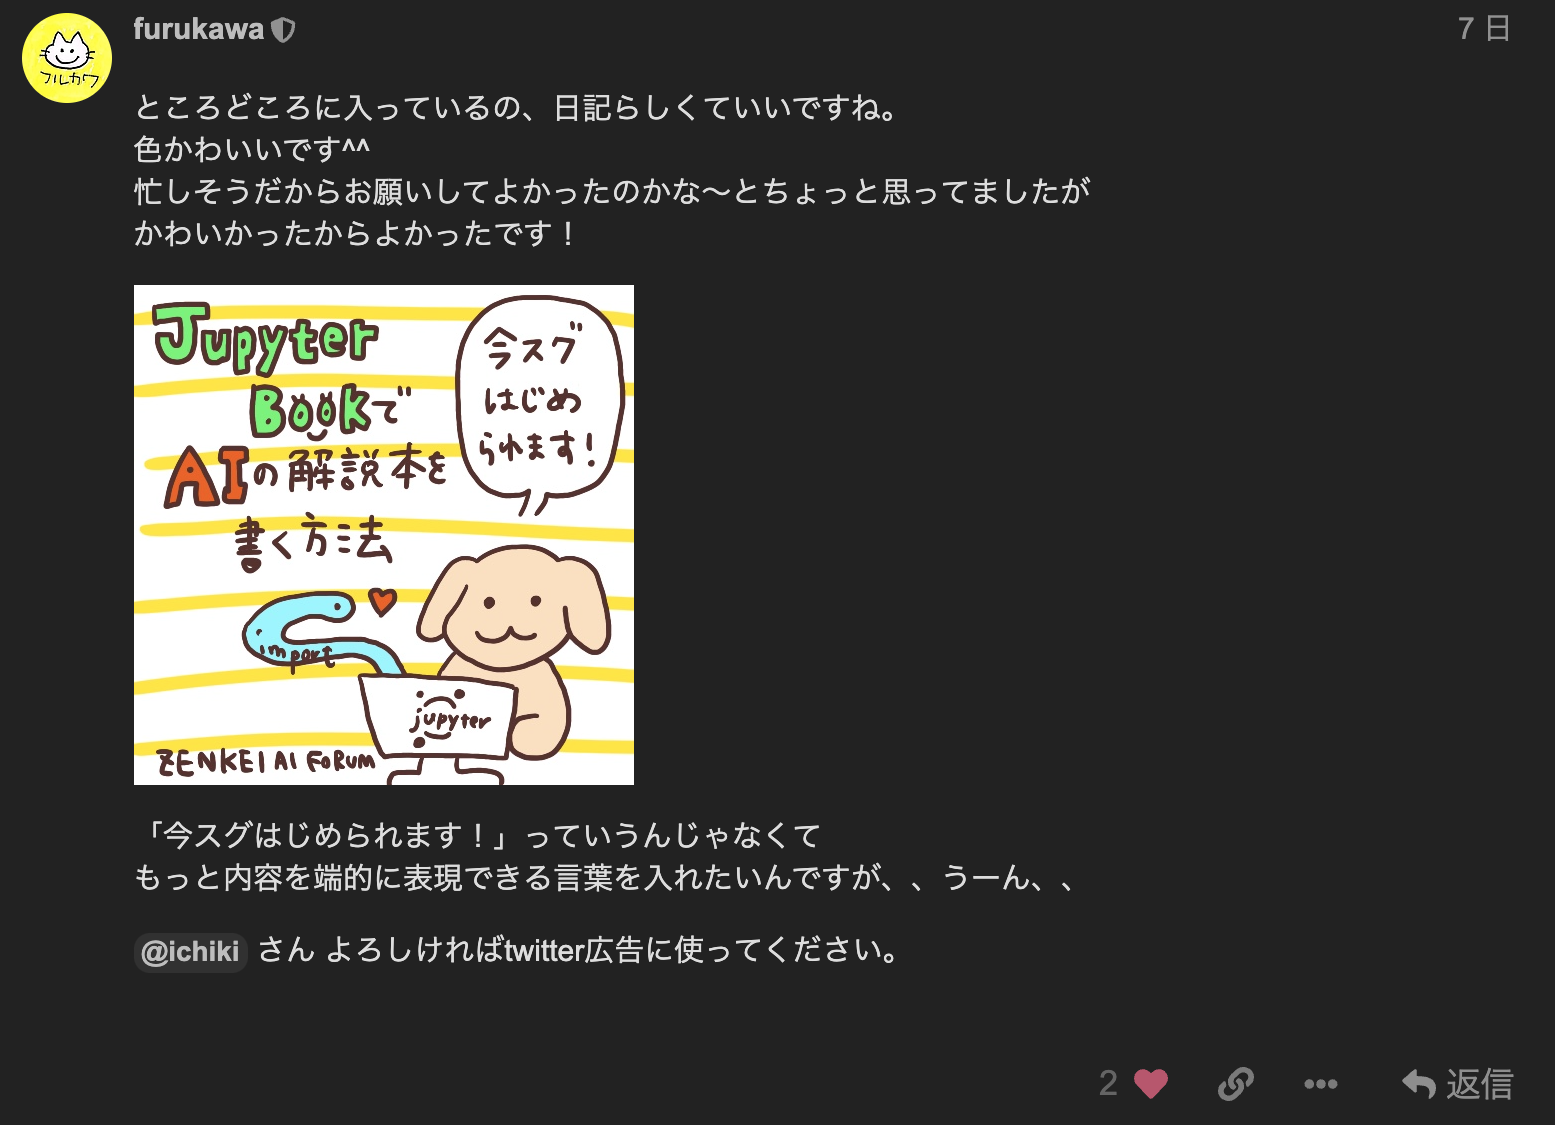 furukawa
7 日
フルカワ
ところどころに入っているの、日記らしくていいですね。
色かわいいです^^
忙しそうだからお願いしてよかったのかな〜とちょっと思ってましたが
かわいかったからよかったです！
Jupyter
Bookで
AIの解説本を
書く方法
今スグ
はじめ
られます!
import
jupyter
ZENKEI AI FORUM
「今スグはじめられます！」っていうんじゃなくて
もっと内容を端的に表現できる言葉を入れたいんですが、、うーん、、
@ichiki さん よろしければtwitter広告に使ってください。
2
返信